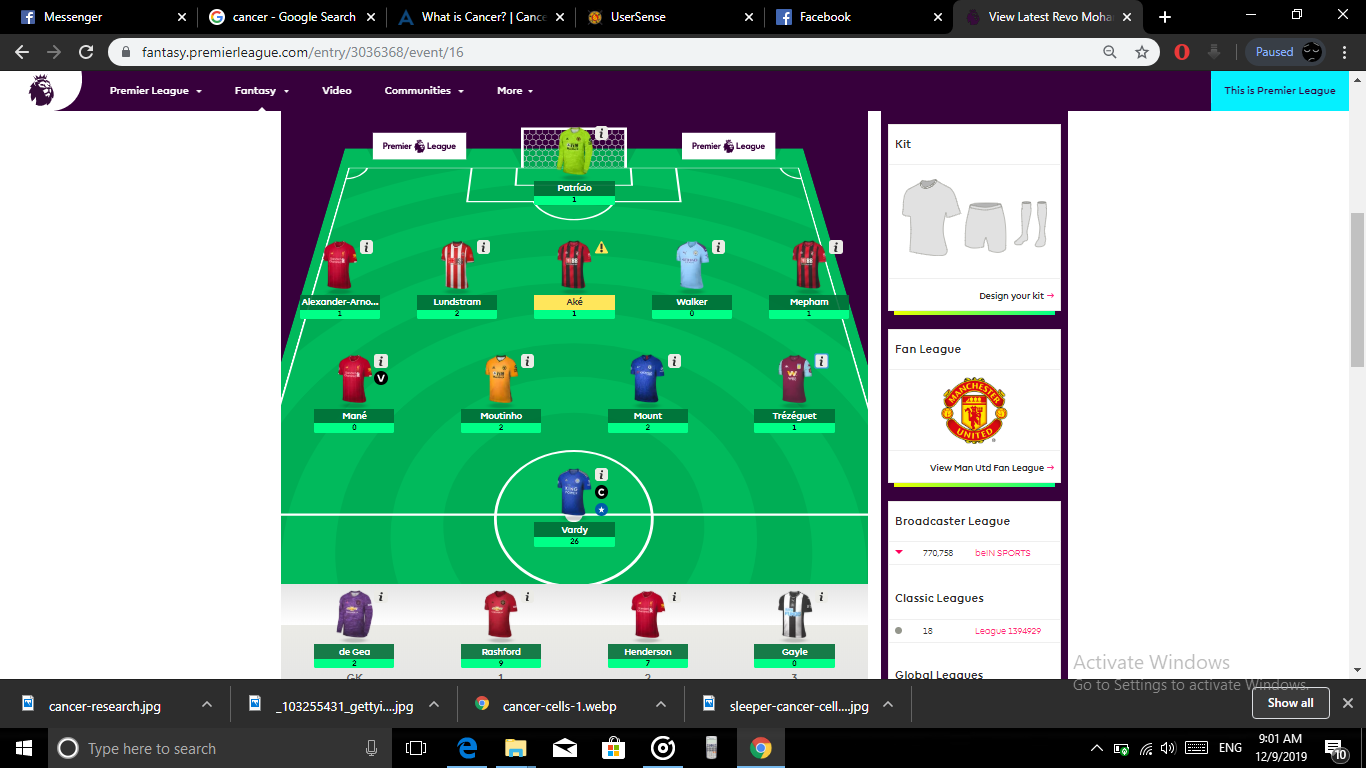 Messenger
cancer - Google Search
What is Cancer? | Cance
UserSense
Facebook
View Latest Revo Moha
fantasy.premierleague.com/entry/3036368/event/16
Paused
Premier League
Fantasy
Video
Communities
More
This is Premier League
Premier League
Premier League
Patrício
1
Alexander-Arno...
1
Lundstram
2
Aké
1
Walker
0
Mepham
1
V
Mané
0
Moutinho
2
Mount
2
Trézéguet
1
KING POWER
C
Vardy
26
de Gea
2
Rashford
9
Henderson
7
Gayle
0
GK
1
2
3
Kit
Design your kit →
Fan League
MANCHESTER
UNITED
View Man Utd Fan League →
Broadcaster League
770,758 beIN SPORTS
Classic Leagues
18 League 1394929
Global Leagues
Activate Windows
Go to Settings to activate Windows.
cancer-research.jpg
_103255431_gettyi....jpg
cancer-cells-1.webp
sleeper-cancer-cell....jpg
Show all
Type here to search
ENG
9:01 AM
12/9/2019
10